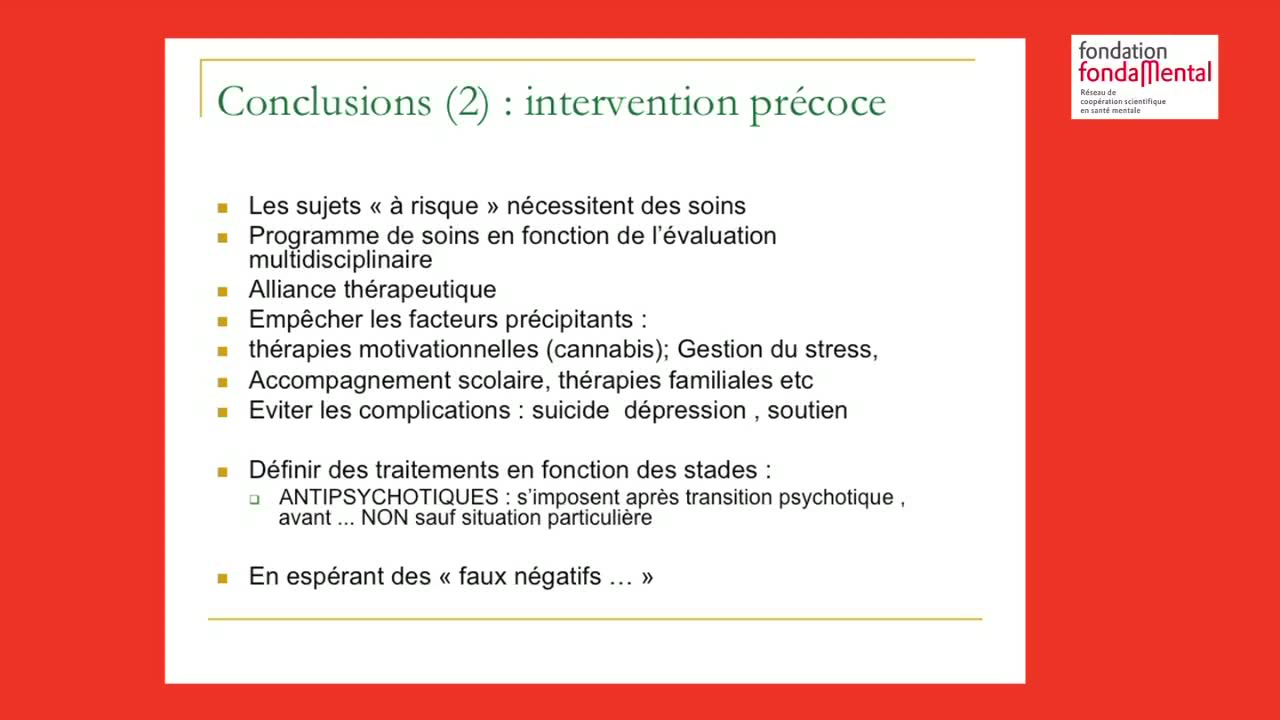 Conclusions (2) : intervention précoce
Les sujets « à risque » nécessitent des soins
Programme de soins en fonction de l’évaluation
multidisciplinaire
Alliance thérapeutique
Empêcher les facteurs précipitants :
thérapies motivationnelles (cannabis); Gestion du stress,
Accompagnement scolaire, thérapies familiales etc
Eviter les complications : suicide  dépression , soutien
Définir des traitements en fonction des stades :
ANTIPSYCHOTIQUES : s’imposent après transition psychotique ,
avant ... NON sauf situation particulière
En espérant des « faux négatifs … »
fondation
fondaMental
Réseau de
coopération scientifique
en santé mentale